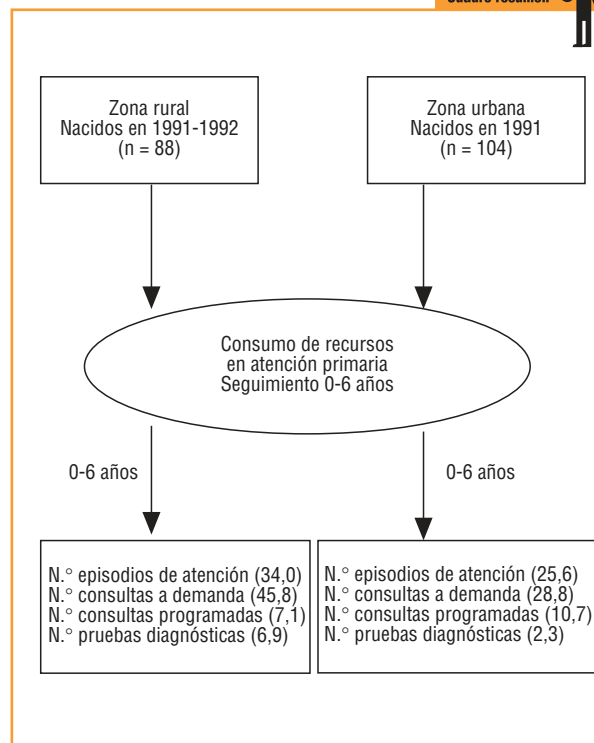 Cuadro resumen
Zona rural
Nacidos en 1991-1992
(n = 88)
Zona urbana
Nacidos en 1991
(n = 104)
Consumo de recursos
en atención primaria
Seguimiento 0-6 años
0-6 años
0-6 años
N.° episodios de atención (34,0)
N.° consultas a demanda (45,8)
N.° consultas programadas (7,1)
N.° pruebas diagnósticas (6,9)
N.° episodios de atención (25,6)
N.° consultas a demanda (28,8)
N.° consultas programadas (10,7)
N.° pruebas diagnósticas (2,3)